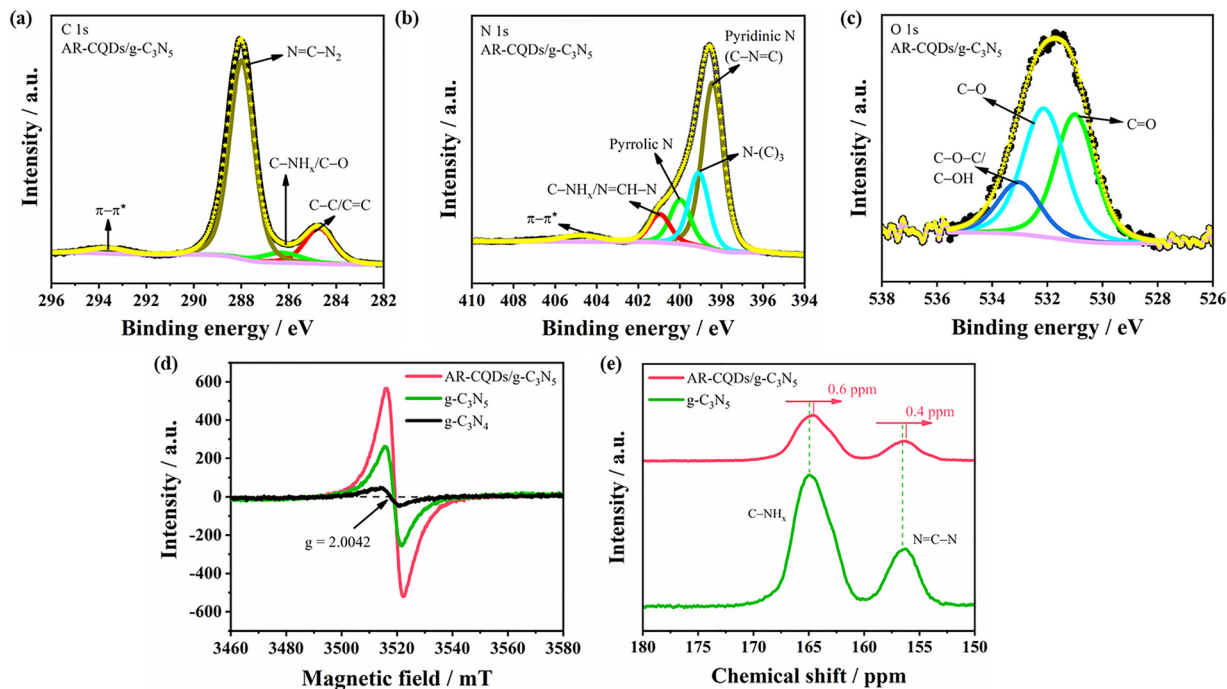 (a)
C 1s
AR-CQDs/g-C₃N₅
N=C–N₂
C–NHₓ/C–O
C–C/C=C
π–π*
Intensity / a.u.
296 294 292 290 288 286 284 282
Binding energy / eV
(b)
N 1s
AR-CQDs/g-C₃N₅
Pyridinic N
(C–N=C)
Pyrrolic N
N-(C)₃
C–NHₓ/N=CH–N
π–π*
Intensity / a.u.
410 408 406 404 402 400 398 396 394
Binding energy / eV
(c)
O 1s
AR-CQDs/g-C₃N₅
C–O
C=O
C–O–C/
C–OH
Intensity / a.u.
538 536 534 532 530 528 526
Binding energy / eV
(d)
AR-CQDs/g-C₃N₅
g-C₃N₅
g-C₃N₄
600
400
200
0
-200
-400
-600
g = 2.0042
Intensity / a.u.
3460 3480 3500 3520 3540 3560 3580
Magnetic field / mT
(e)
AR-CQDs/g-C₃N₅
g-C₃N₅
0.6 ppm
0.4 ppm
C–NHₓ
N=C–N
Intensity / a.u.
180 175 170 165 160 155 150
Chemical shift / ppm